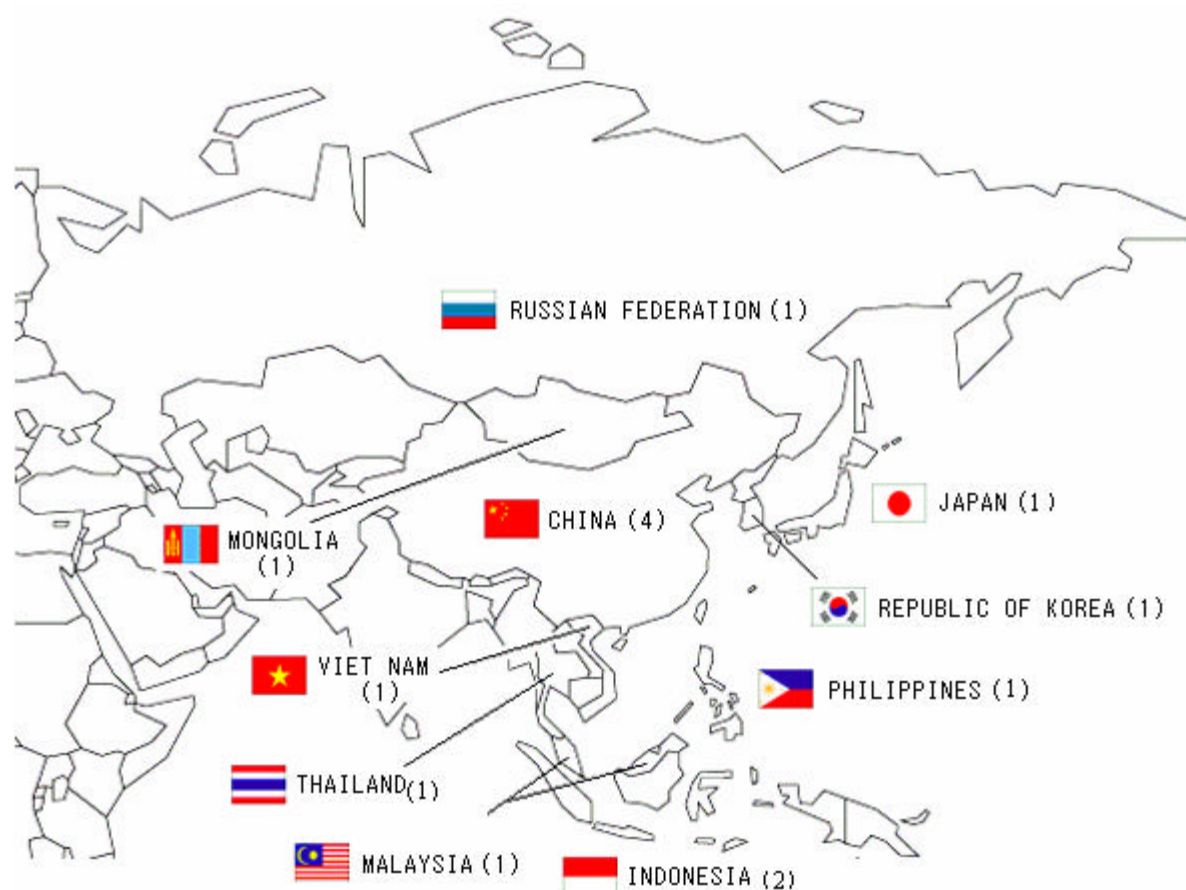 RUSSIAN FEDERATION (1)
CHINA (4)
JAPAN (1)
MONGOLIA
(1)
REPUBLIC OF KOREA (1)
VIET NAM
(1)
PHILIPPINES (1)
THAILAND (1)
MALAYSIA (1)
INDONESIA (2)